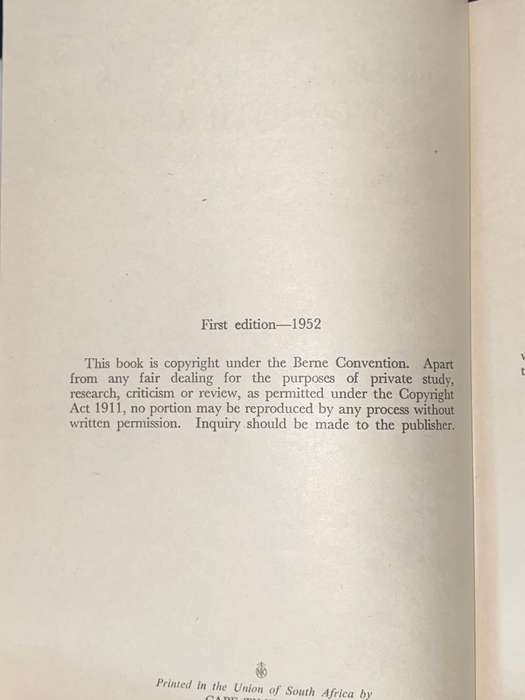 First edition—1952
This book is copyright under the Berne Convention. Apart
from any fair dealing for the purposes of private study,
research, criticism or review, as permitted under the Copyright
Act 1911, no portion may be reproduced by any process without
written permission. Inquiry should be made to the publisher.
Printed in the Union of South Africa by